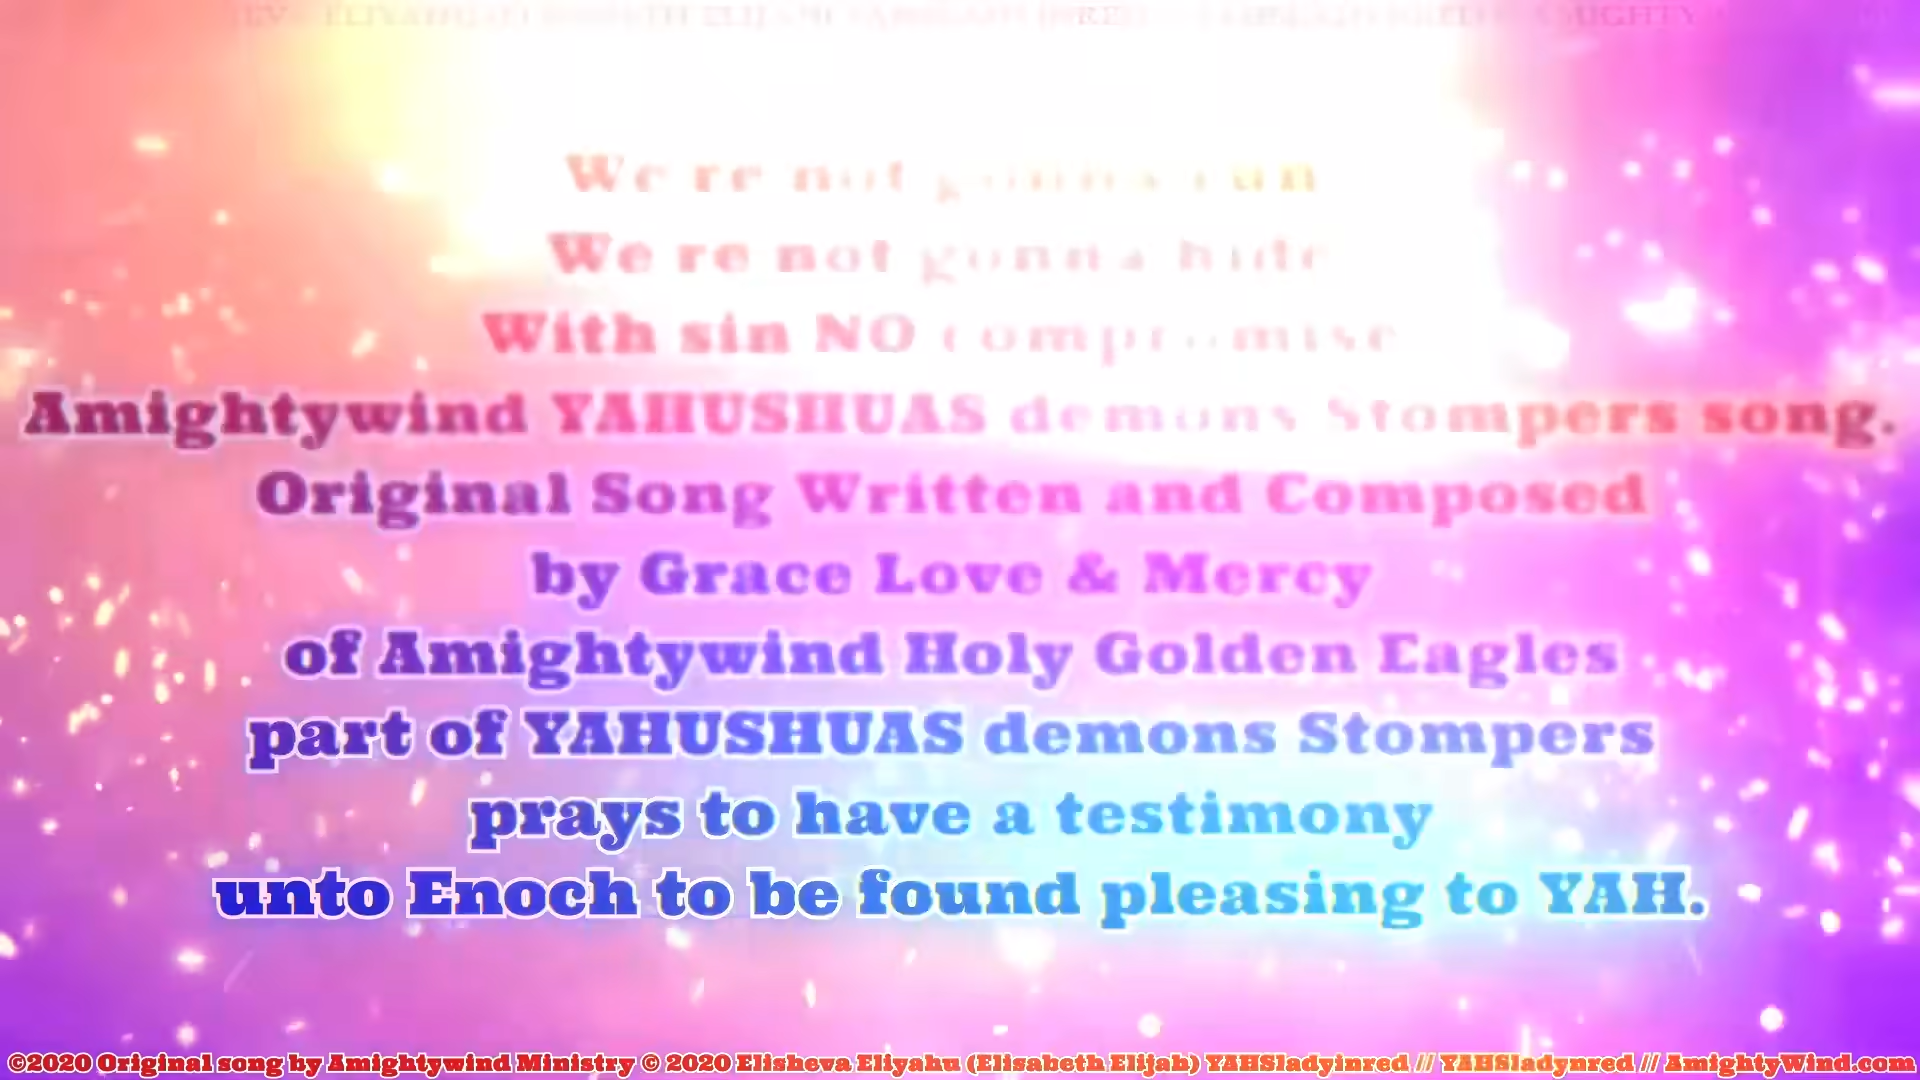 We re not gonna run
We re not gonna hide
With sin NO compromise
Amightywind YAHUSHUAS demons Stompers song.
Original Song Written and Composed
by Grace Love & Mercy
of Amightywind Holy Golden Eagles
part of YAHUSHUAS demons Stompers
prays to have a testimony
unto Enoch to be found pleasing to YAH.
©2020 Original song by Amightywind Ministry © 2020 Elisheva Eliyahu (Elisabeth Elijah) YAHSladyinred // YAHSladynred // AmightyWind.com